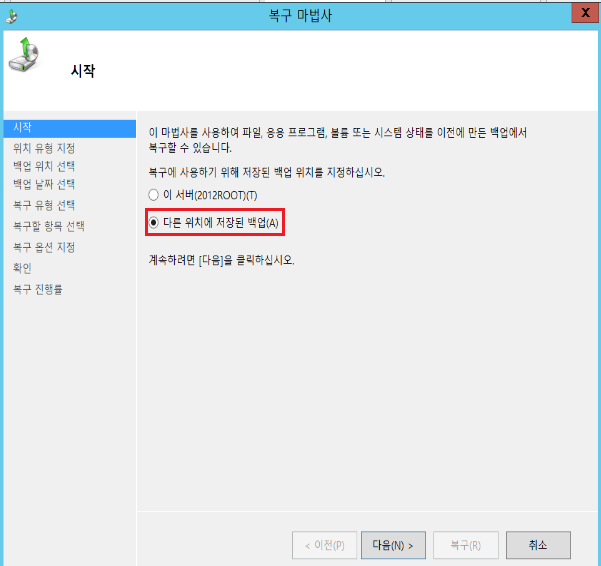 복구 마법사
X
시작
시작
위치 유형 지정
백업 위치 선택
백업 날짜 선택
복구 유형 선택
복구할 항목 선택
복구 옵션 지정
확인
복구 진행률
이 마법사를 사용하여 파일, 응용 프로그램, 볼륨 또는 시스템 상태를 이전에 만든 백업에서
복구할 수 있습니다.
복구에 사용하기 위해 저장된 백업 위치를 지정하십시오.
이 서버(2012ROOT)(T)
다른 위치에 저장된 백업(A)
계속하려면 [다음]을 클릭하십시오.
< 이전(P)
다음(N) >
복구(R)
취소